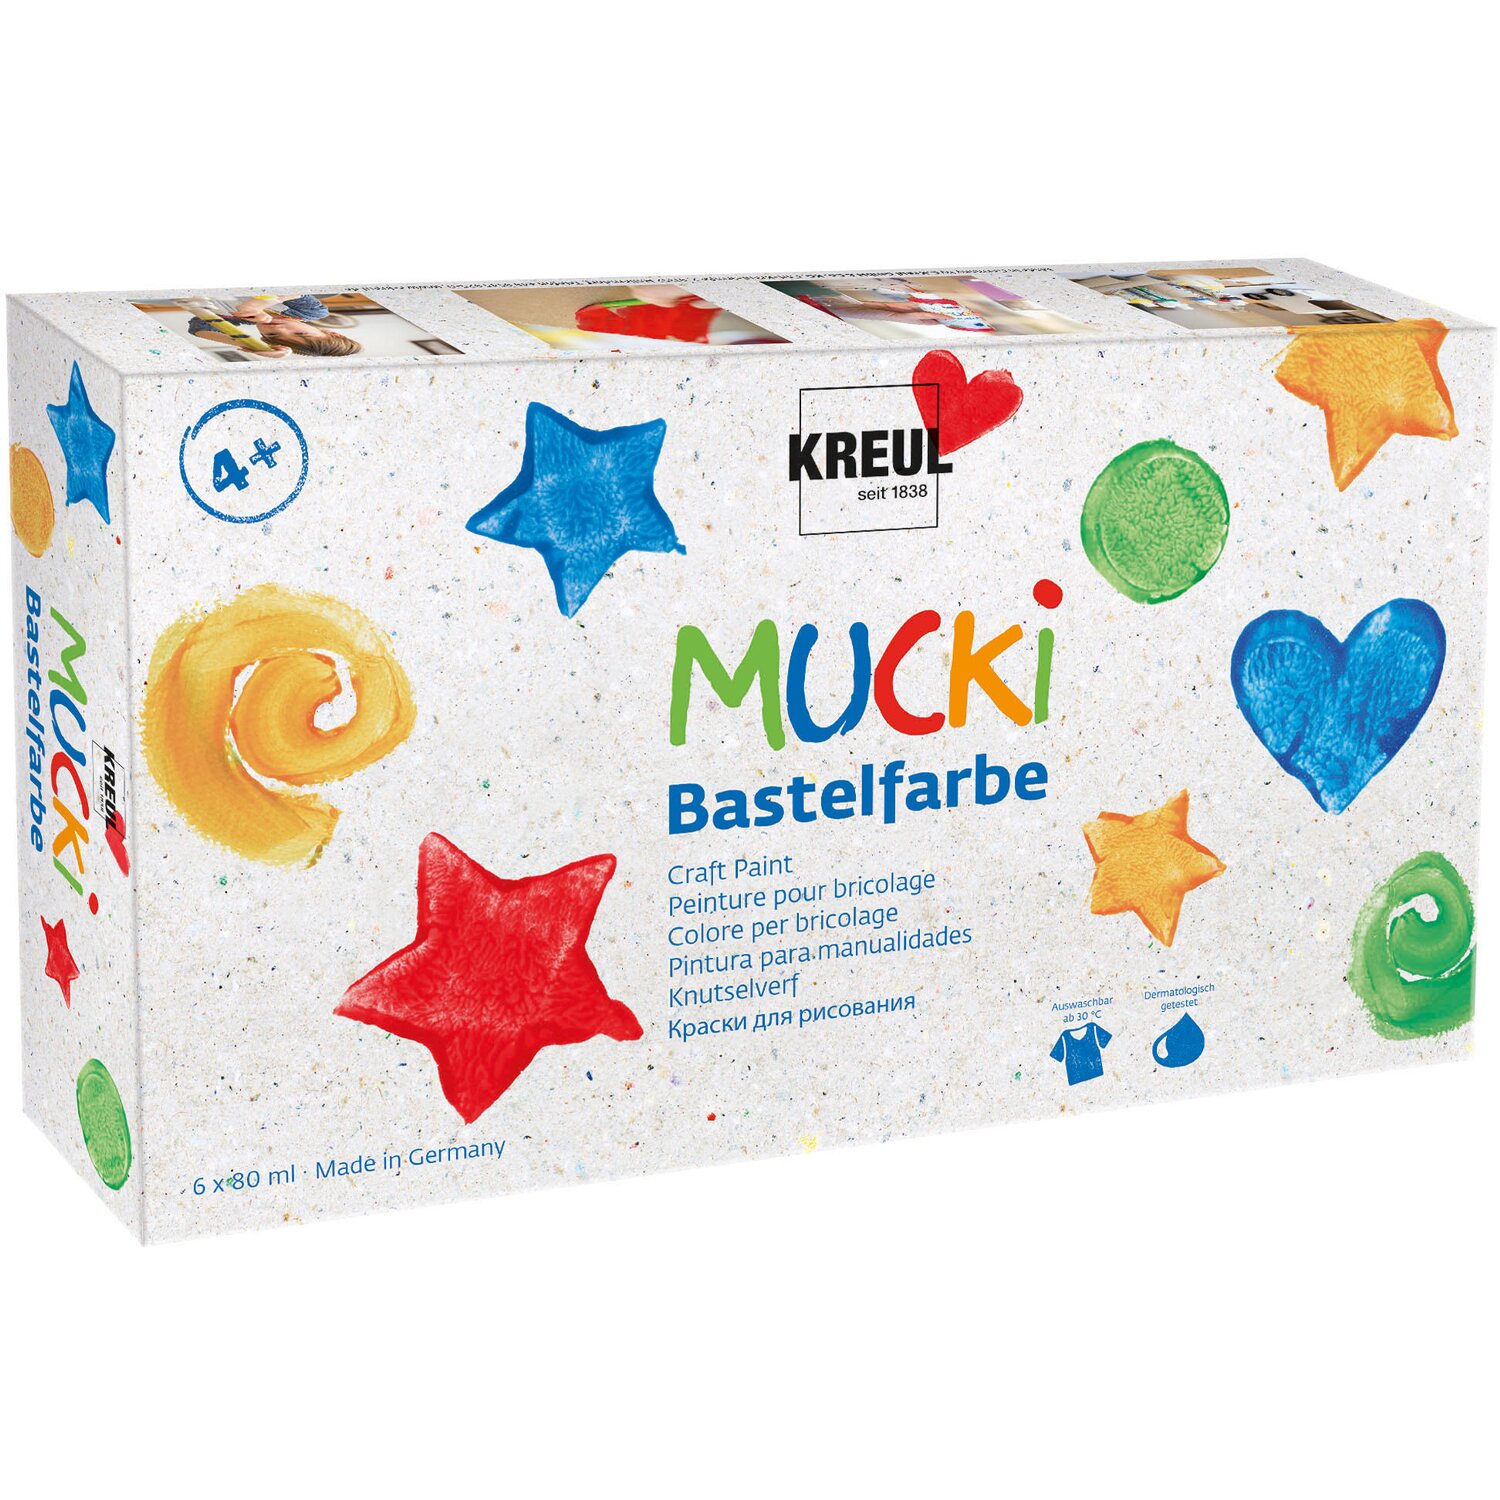 4+
KREUL
seit 1838
MUCKi
Bastelfarbe
Craft Paint
Peinture pour bricolage
Colore per bricolage
Pintura para manualidades
Knutselverf
Краски для рисования
Auswaschbar
ab 30 °C
Dermatologisch
getestet
6 x 80 ml · Made in Germany
MUCKi
Bastelfarbe
KREUL